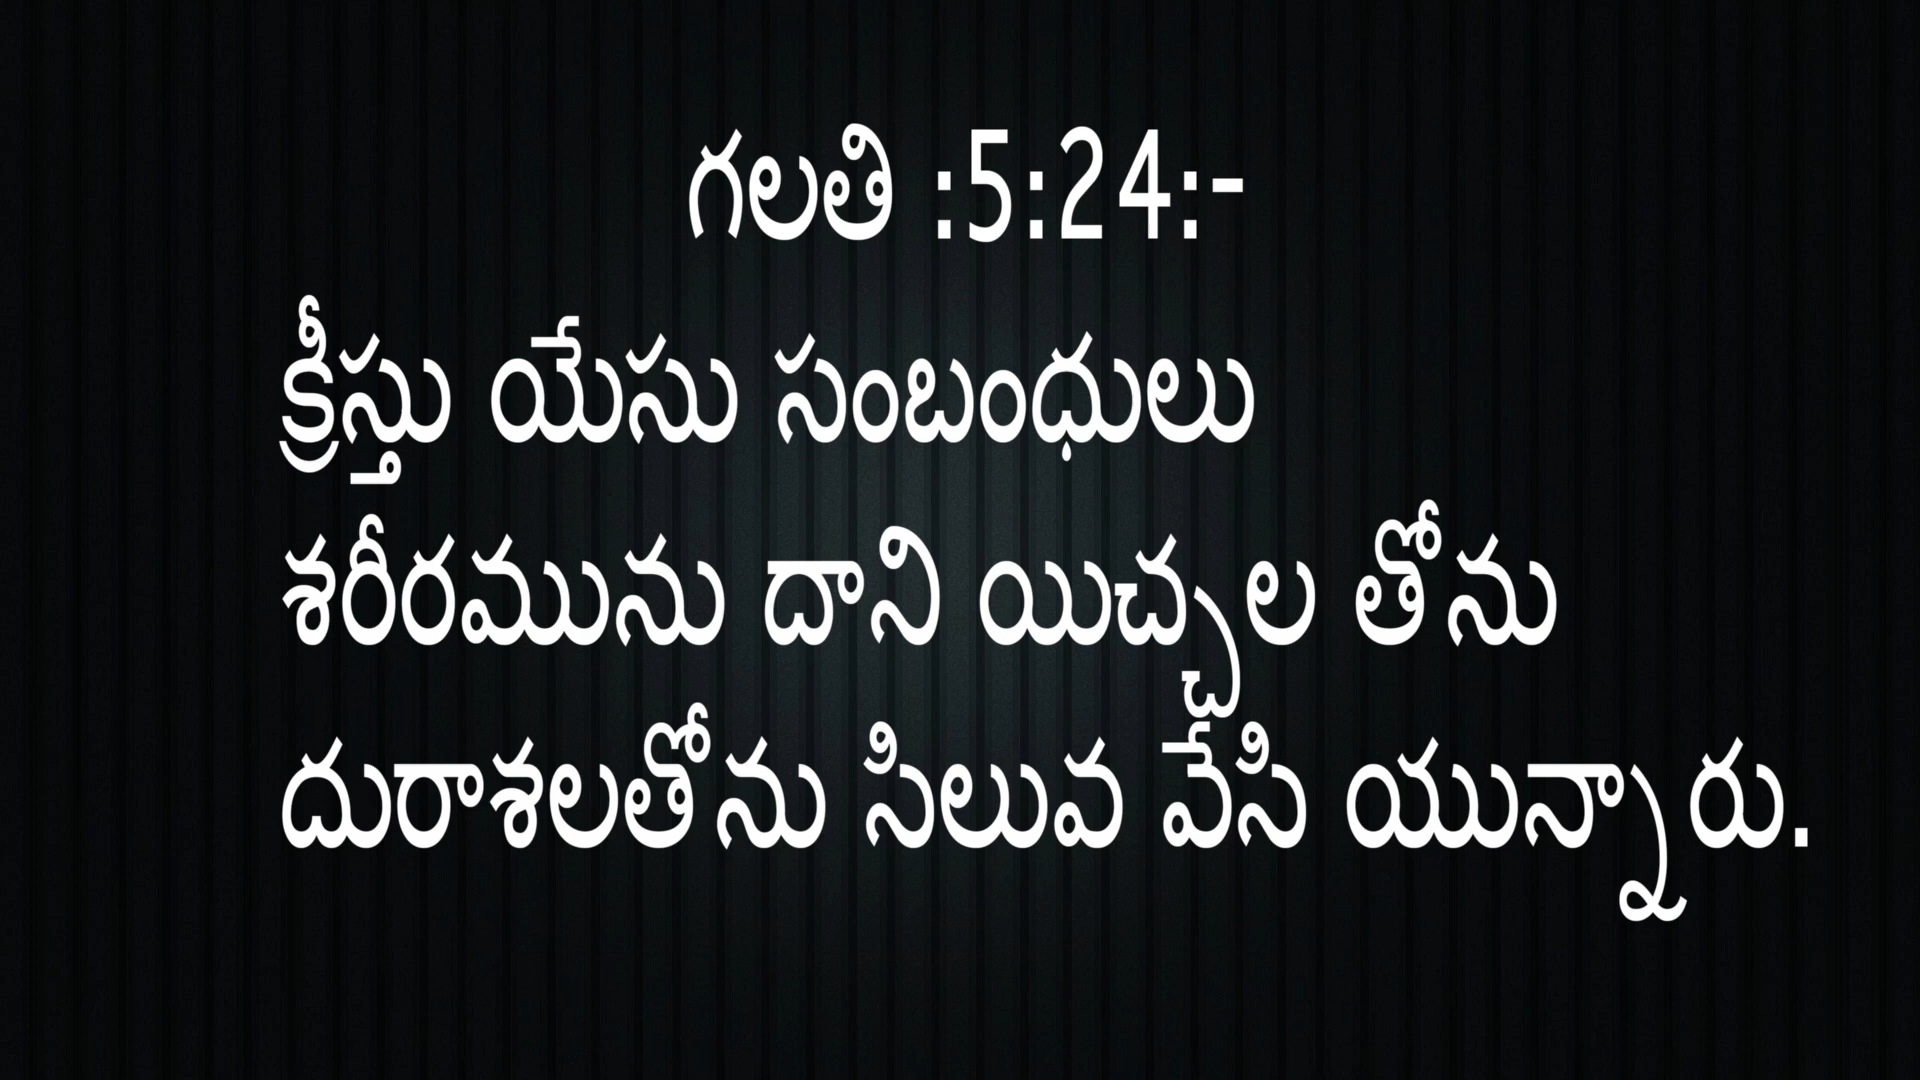 గలతి :5:24:-
క్రీస్తు యేసు సంబంధులు
శరీరమును దాని యిచ్చల తోను
దురాశలతోను సిలువ వేసి యున్నారు.